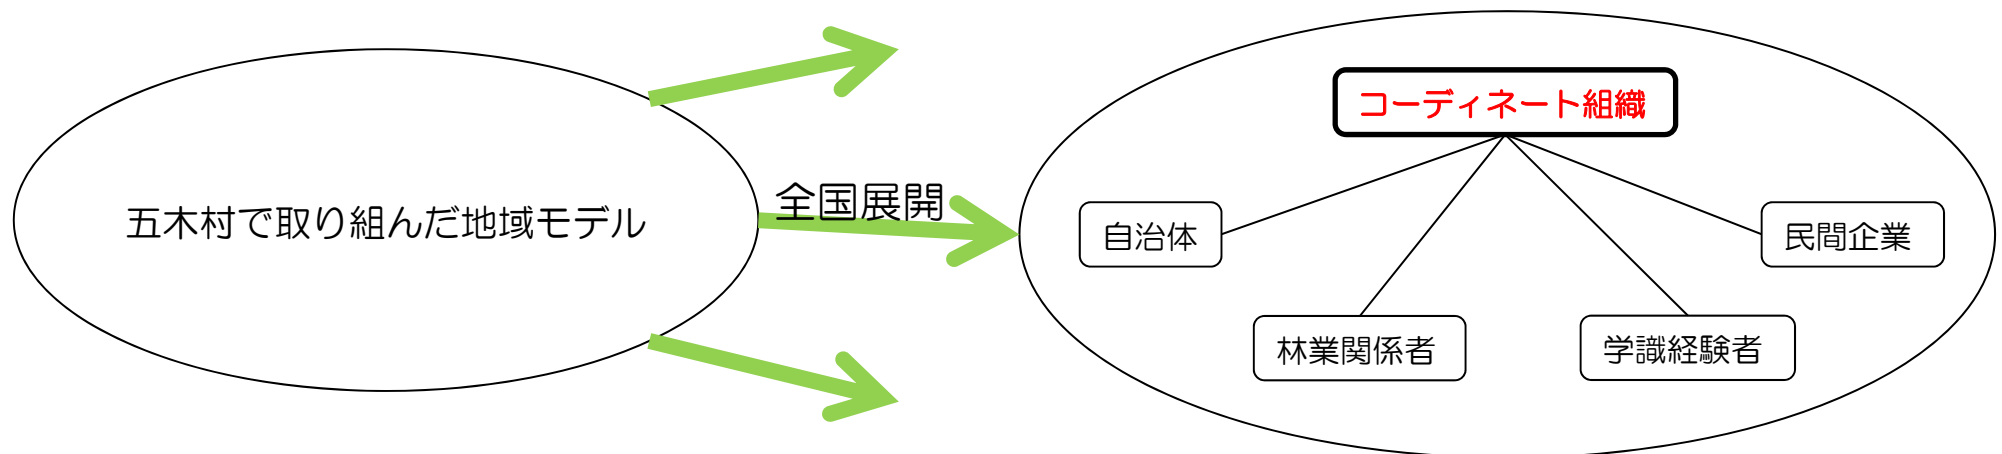 五木村で取り組んだ地域モデル
全国展開
コーディネート組織
自治体
民間企業
林業関係者
学識経験者